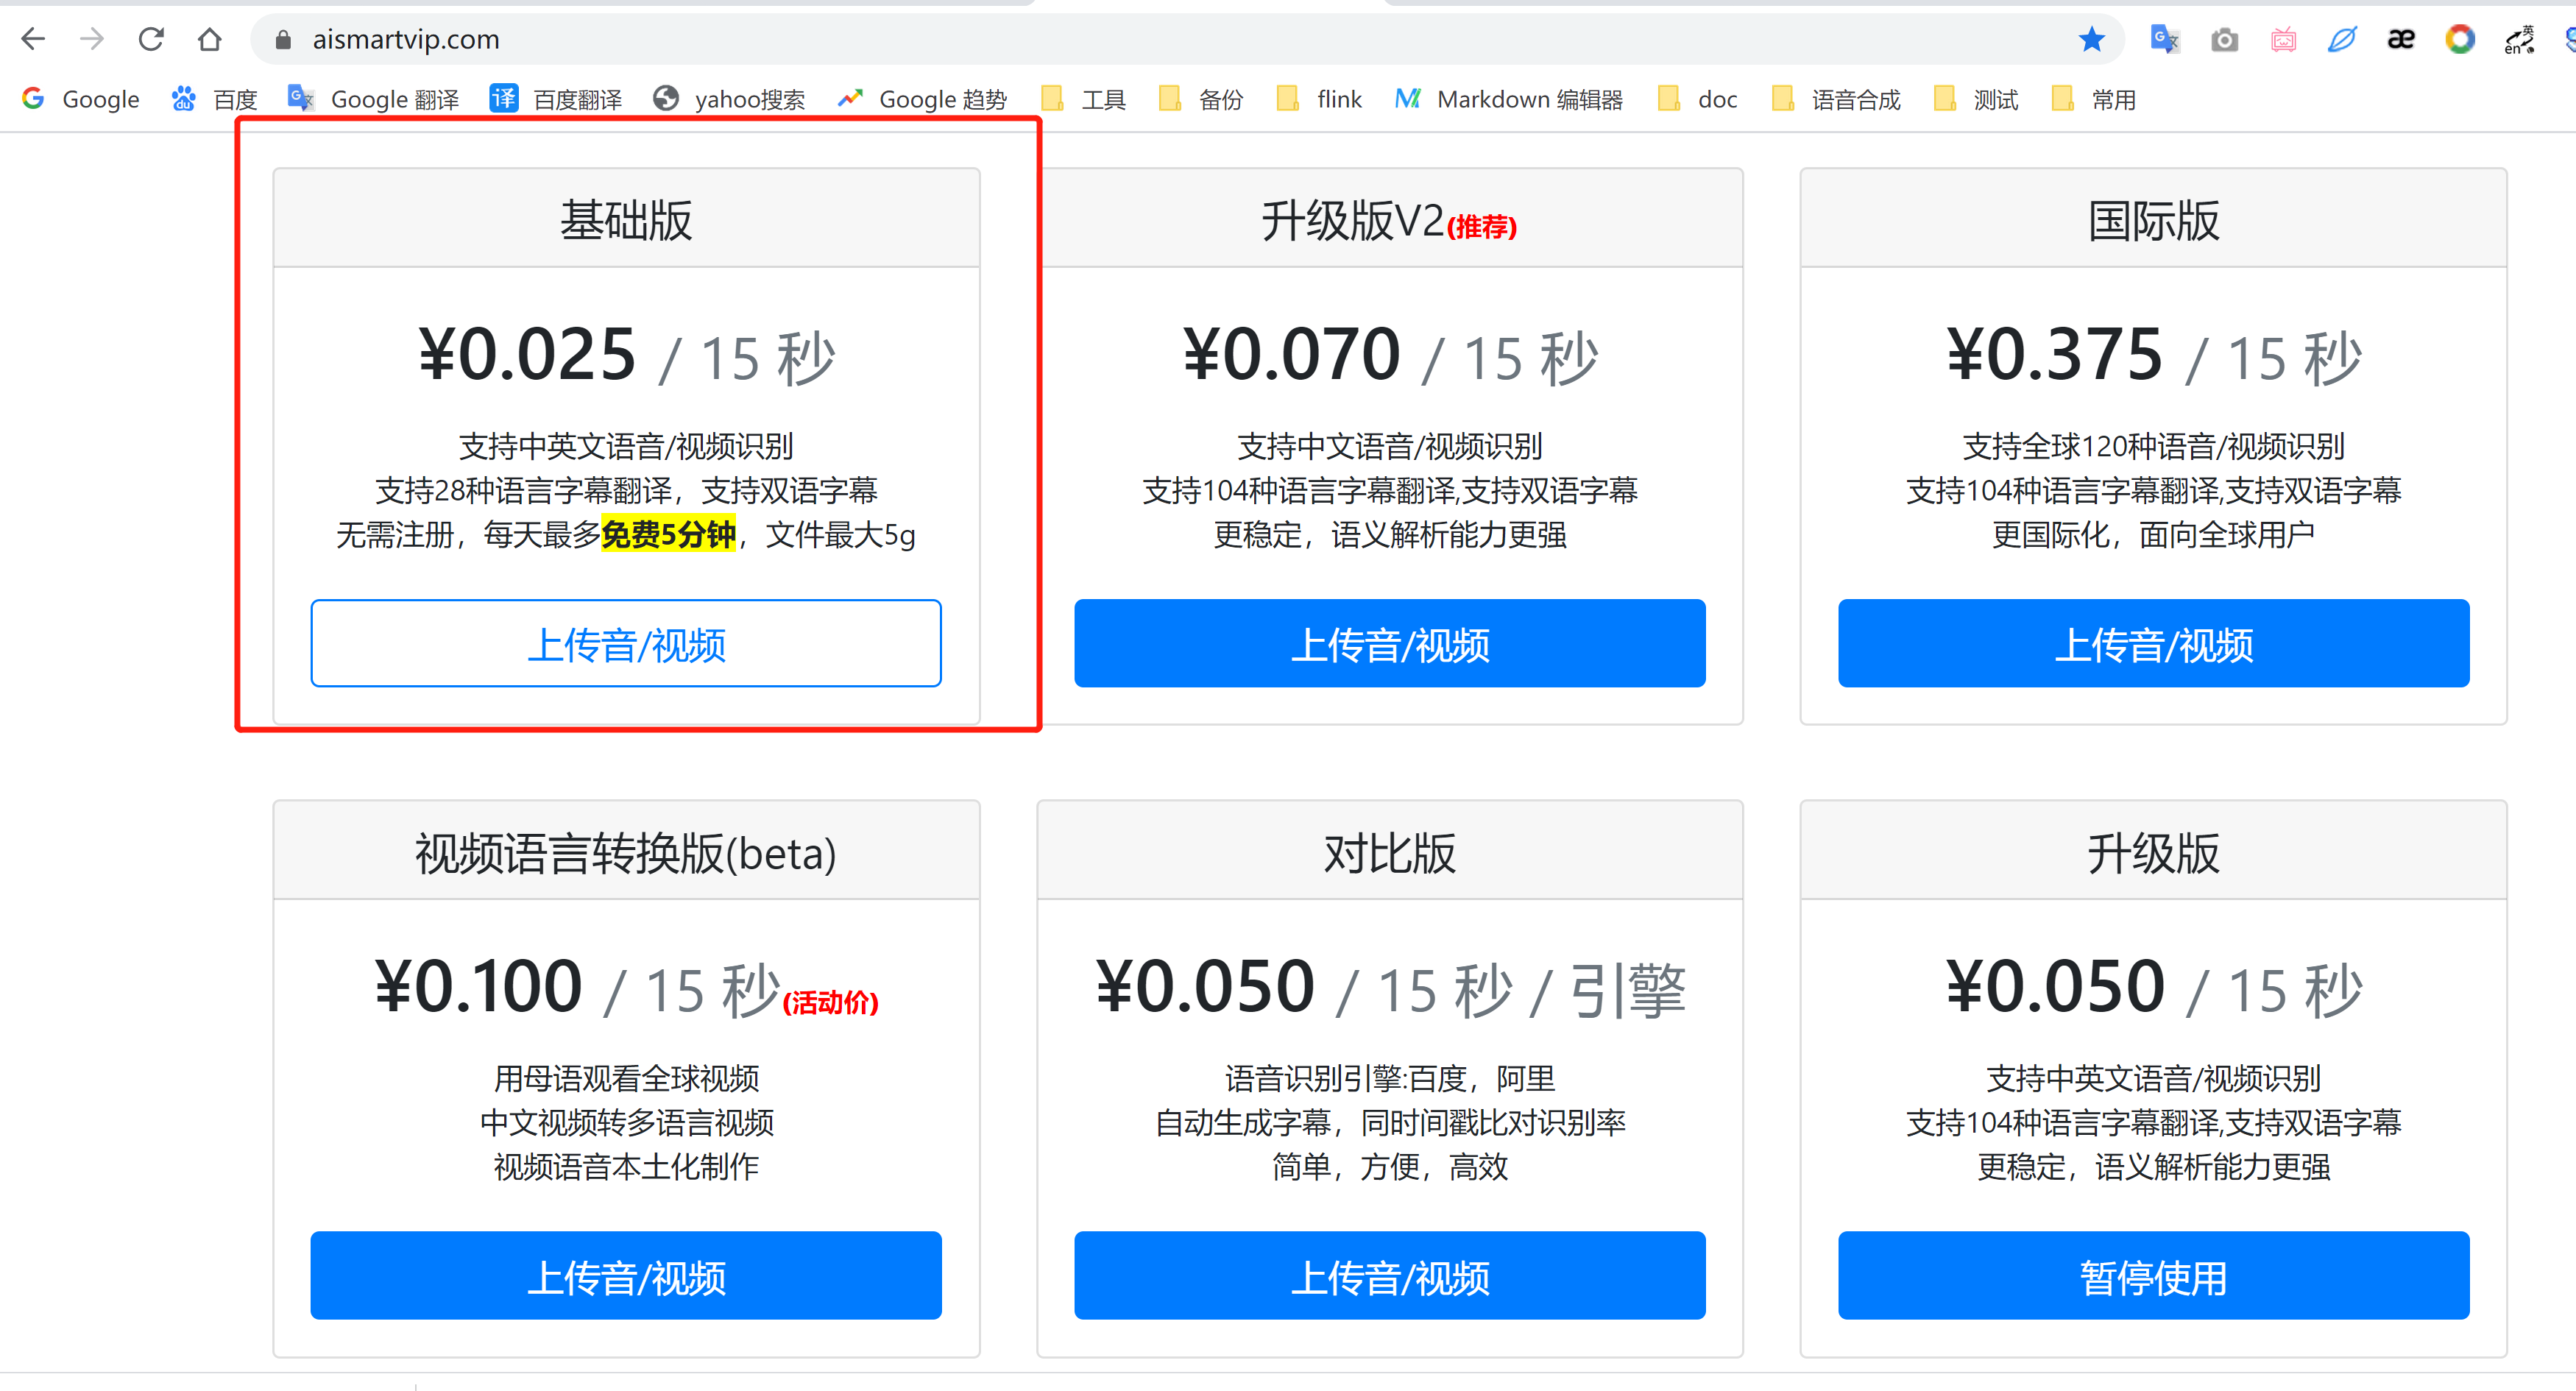 aismartvip.com
Google 百度 Google 翻译 百度翻译 yahoo搜索 Google 趋势 工具 备份 flink Markdown 编辑器 doc 语音合成 测试 常用
基础版
¥0.025 / 15 秒
支持中英文语音/视频识别
支持28种语言字幕翻译，支持双语字幕
无需注册，每天最多免费5分钟，文件最大5g
上传音/视频
升级版V2(推荐)
¥0.070 / 15 秒
支持中文语音/视频识别
支持104种语言字幕翻译,支持双语字幕
更稳定，语义解析能力更强
上传音/视频
国际版
¥0.375 / 15 秒
支持全球120种语音/视频识别
支持104种语言字幕翻译,支持双语字幕
更国际化，面向全球用户
上传音/视频
视频语言转换版(beta)
¥0.100 / 15 秒(活动价)
用母语观看全球视频
中文视频转多语言视频
视频语音本土化制作
上传音/视频
对比版
¥0.050 / 15 秒 / 引擎
语音识别引擎:百度，阿里
自动生成字幕，同时间戳比对识别率
简单，方便，高效
上传音/视频
升级版
¥0.050 / 15 秒
支持中英文语音/视频识别
支持104种语言字幕翻译,支持双语字幕
更稳定，语义解析能力更强
暂停使用